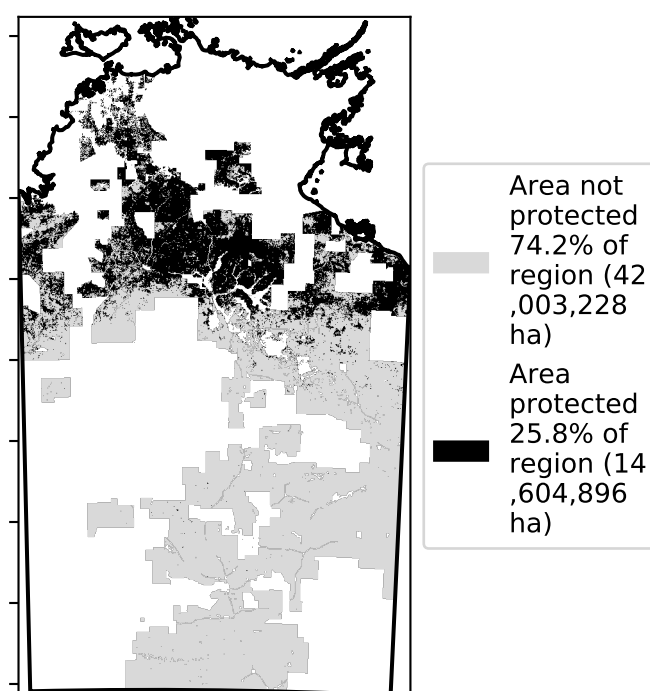 Area not
protected
74.2% of
region (42
,003,228
ha)
Area
protected
25.8% of
region (14
,604,896
ha)